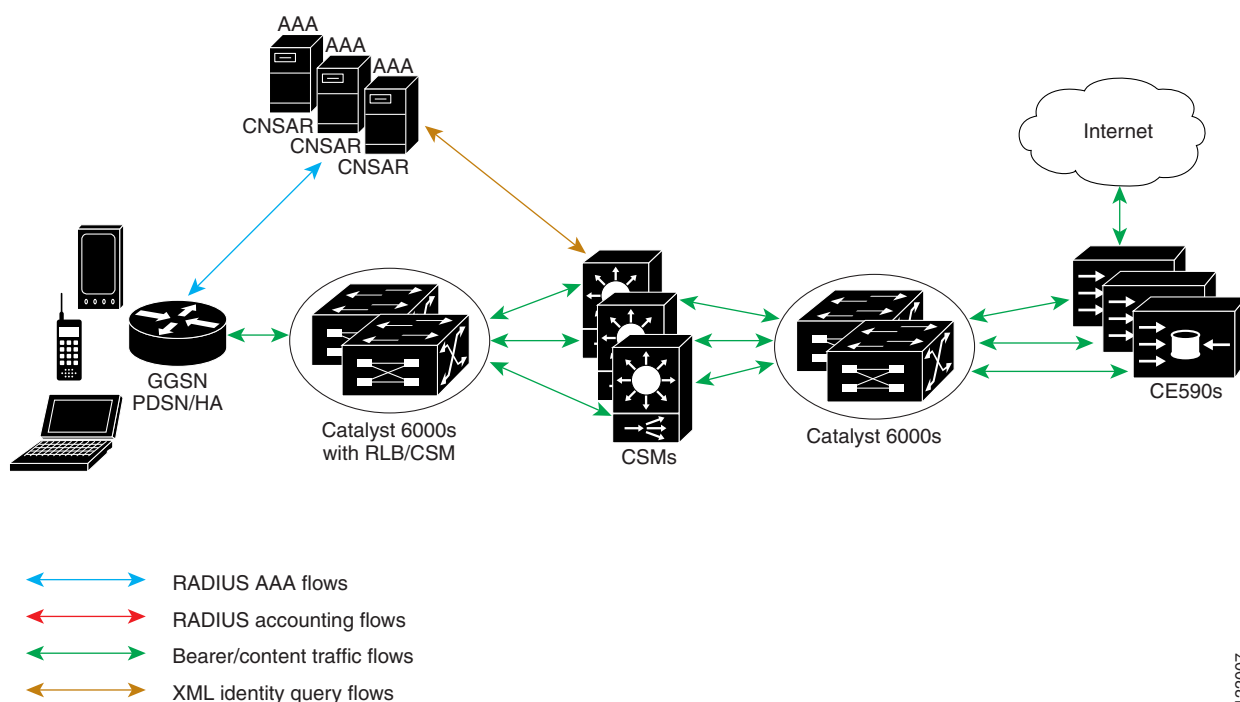 AAA
AAA
AAA
CNSAR
CNSAR
CNSAR
Internet
GGSN
PDSN/HA
Catalyst 6000s
with RLB/CSM
CSMs
Catalyst 6000s
CE590s
RADIUS AAA flows
RADIUS accounting flows
Bearer/content traffic flows
XML identity query flows